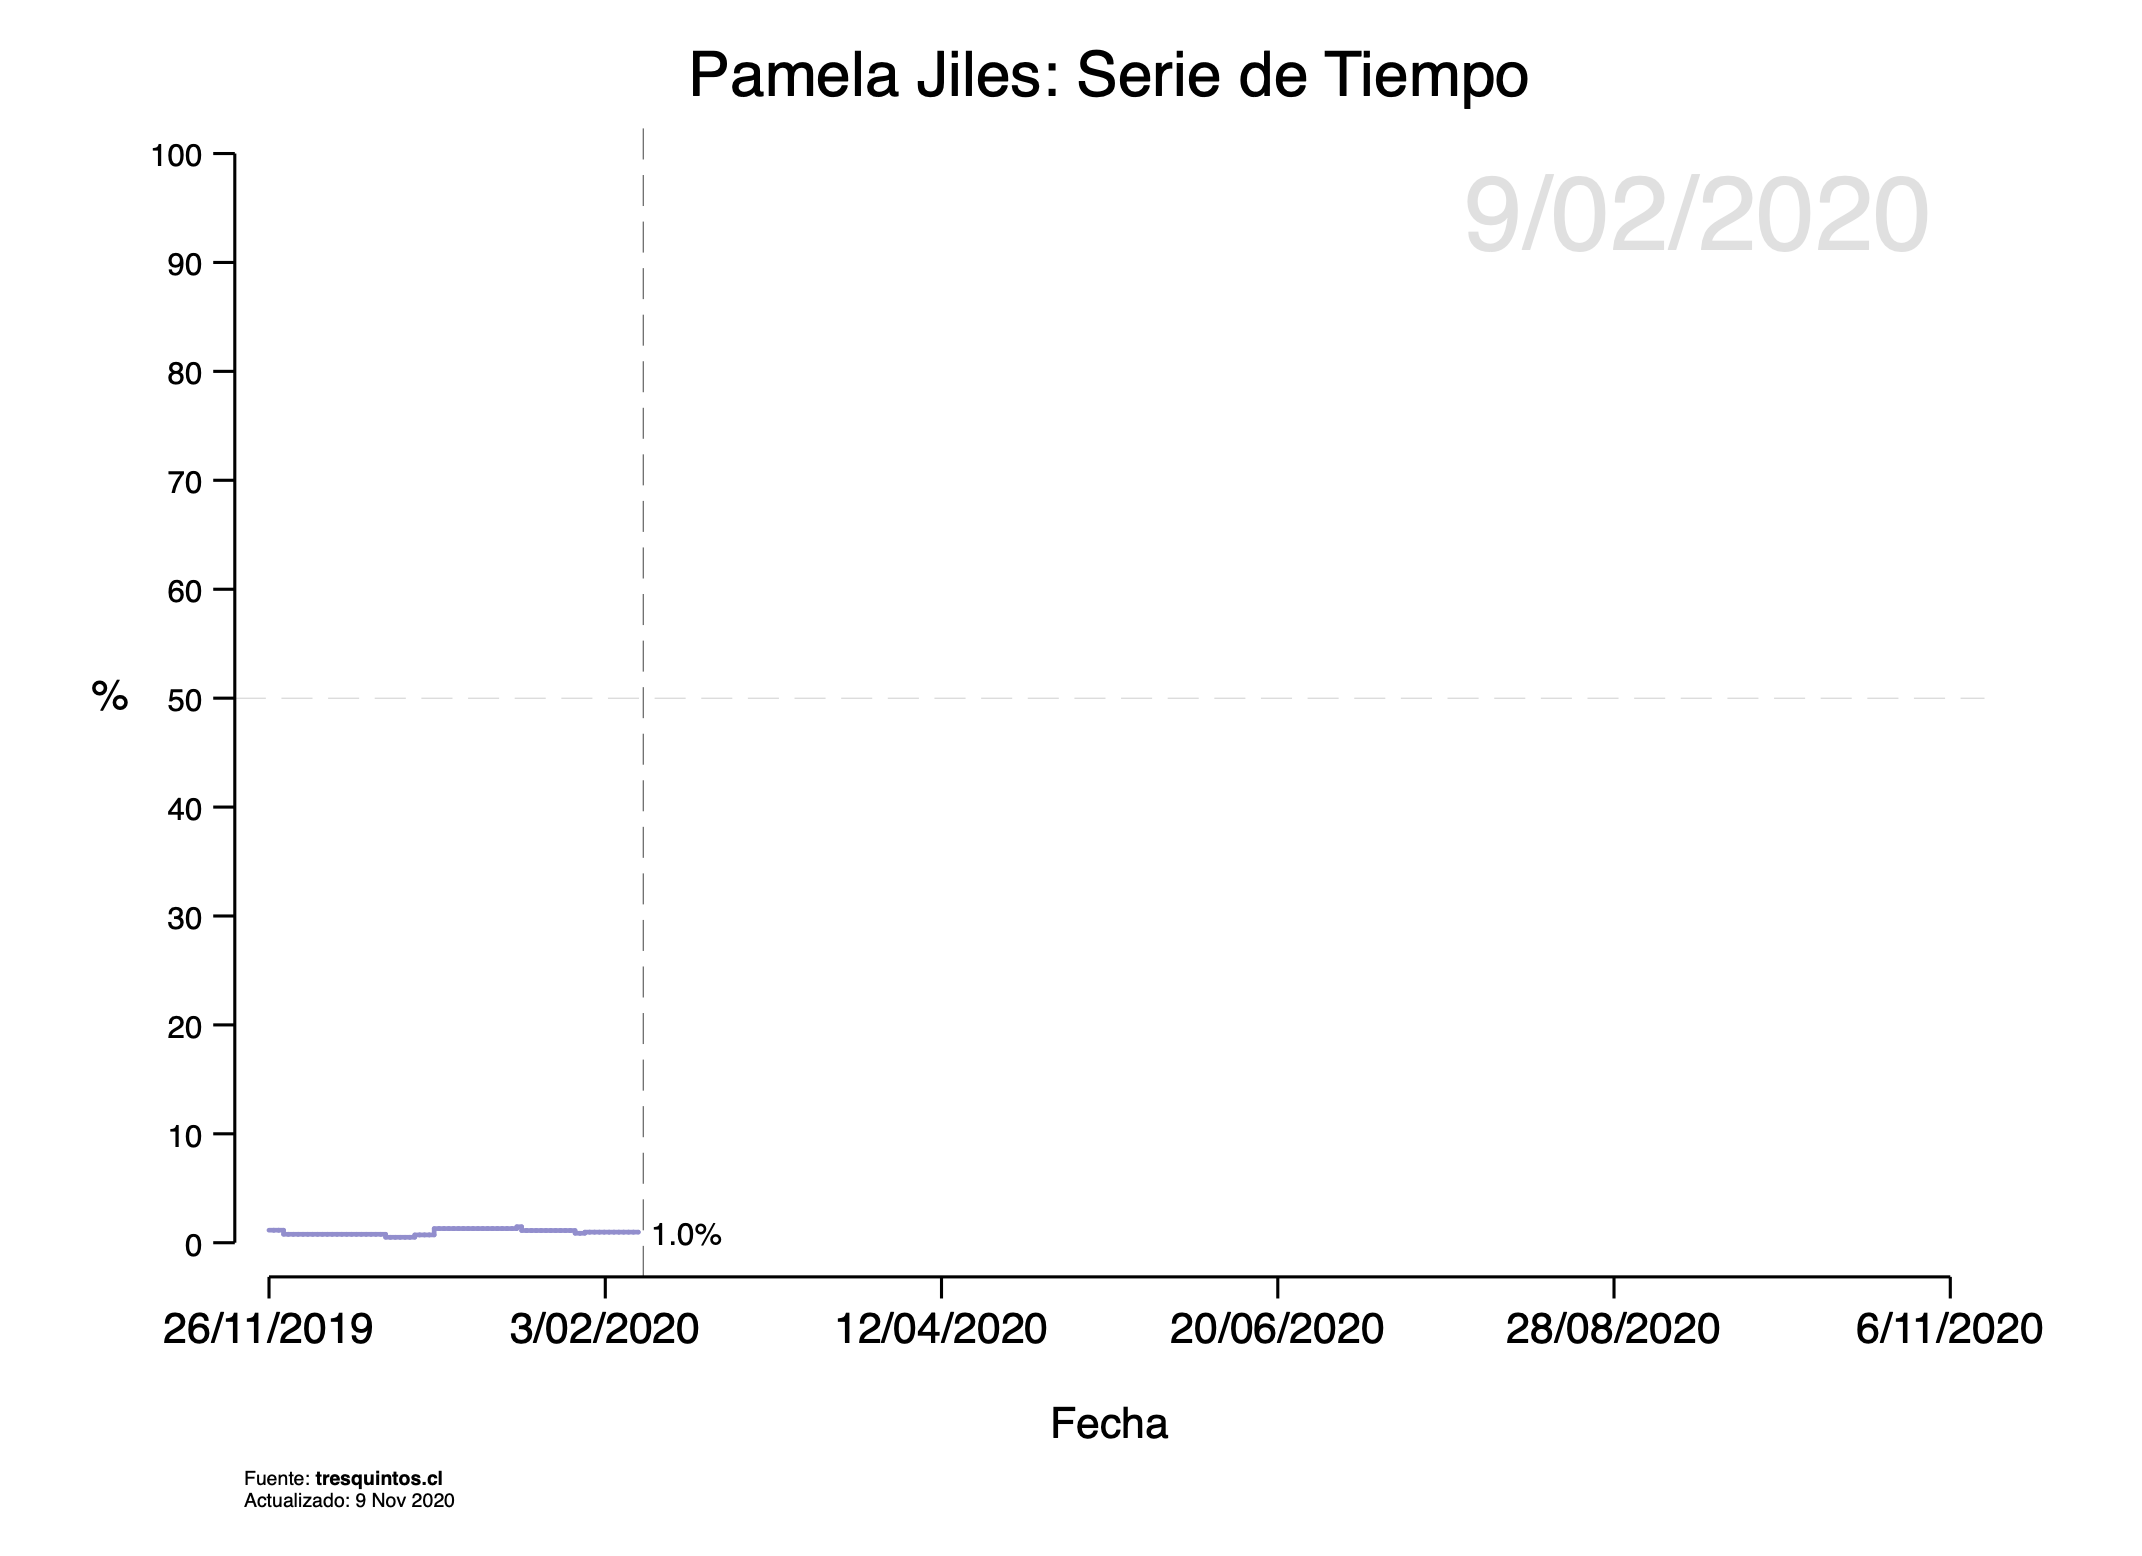 Pamela Jiles: Serie de Tiempo
9/02/2020
100
90
80
70
60
50
40
30
20
10
0
%
1.0%
26/11/2019 3/02/2020 12/04/2020 20/06/2020 28/08/2020 6/11/2020
Fecha
Fuente: tresquintos.cl
Actualizado: 9 Nov 2020